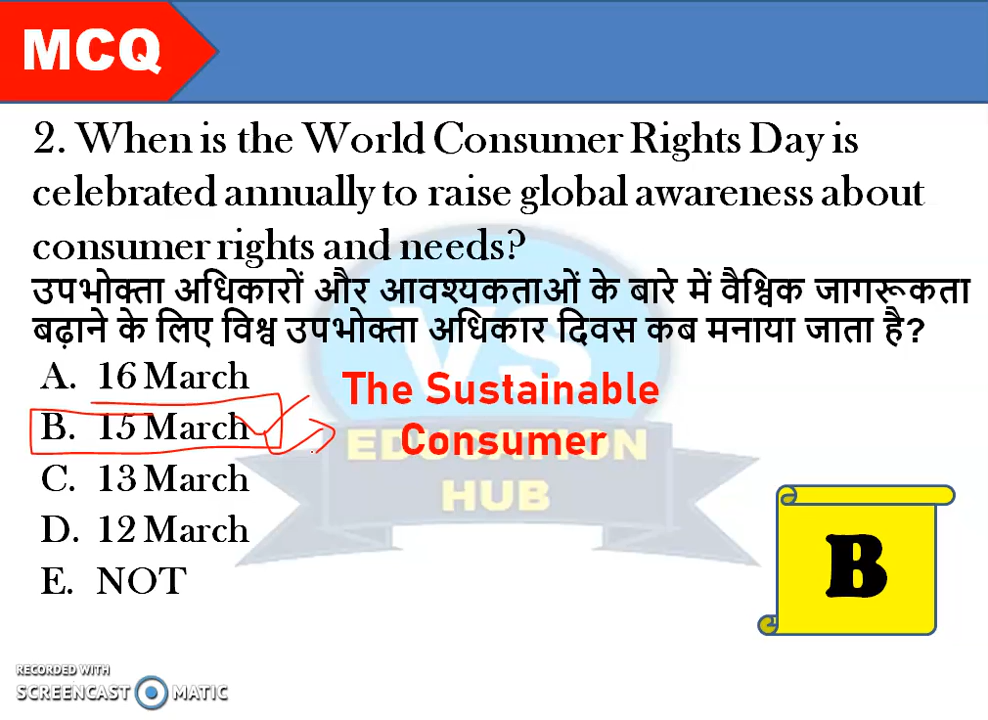 MCQ
2. When is the World Consumer Rights Day is
celebrated annually to raise global awareness about
consumer rights and needs?
उपभोक्ता अधिकारों और आवश्यकताओं के बारे में वैश्विक जागरूकता
बढ़ाने के लिए विश्व उपभोक्ता अधिकार दिवस कब मनाया जाता है?
A. 16 March
B. 15 March
C. 13 March
D. 12 March
E. NOT
The Sustainable
Consumer
VS
EDUCATION
HUB
B
RECORDED WITH
SCREENCAST MATIC